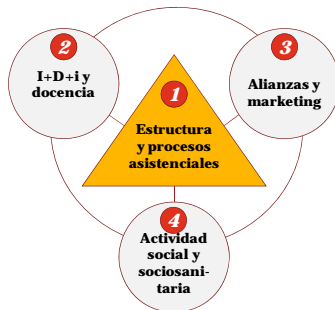 1
Estructura
y procesos
asistenciales
2
I+D+i y
docencia
3
Alianzas y
marketing
4
Actividad
social y
sociosani-
taria